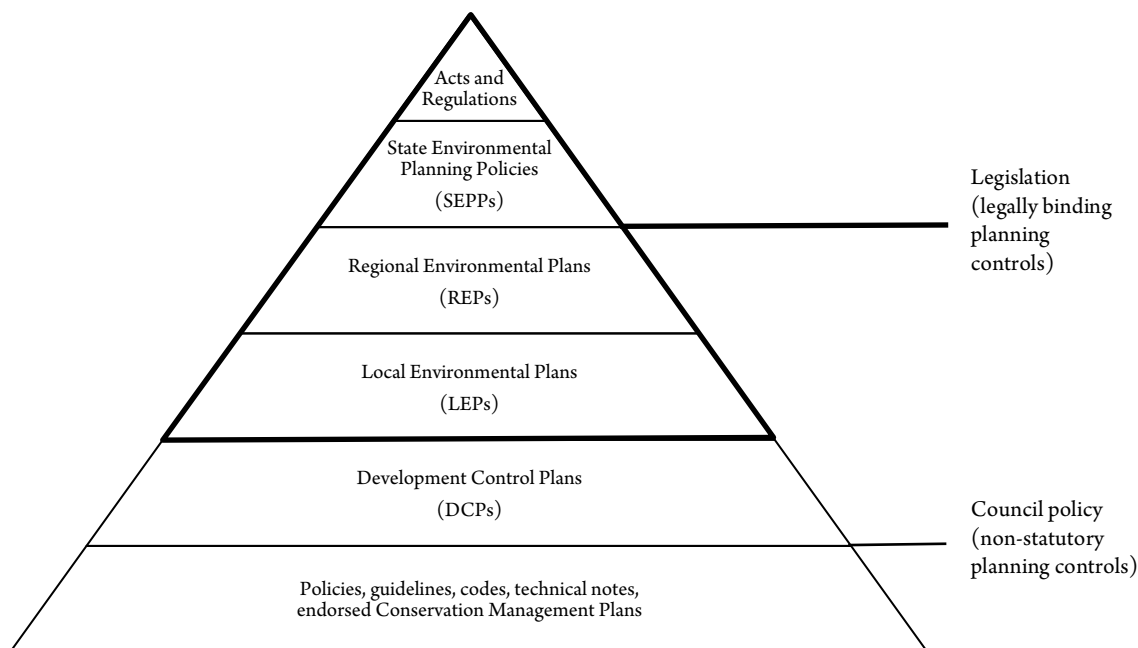 Acts and
Regulations
State Environmental
Planning Policies
(SEPPs)
Legislation
(legally binding
planning
controls)
Regional Environmental Plans
(REPs)
Local Environmental Plans
(LEPs)
Development Control Plans
(DCPs)
Council policy
(non-statutory
planning controls)
Policies, guidelines, codes, technical notes,
endorsed Conservation Management Plans